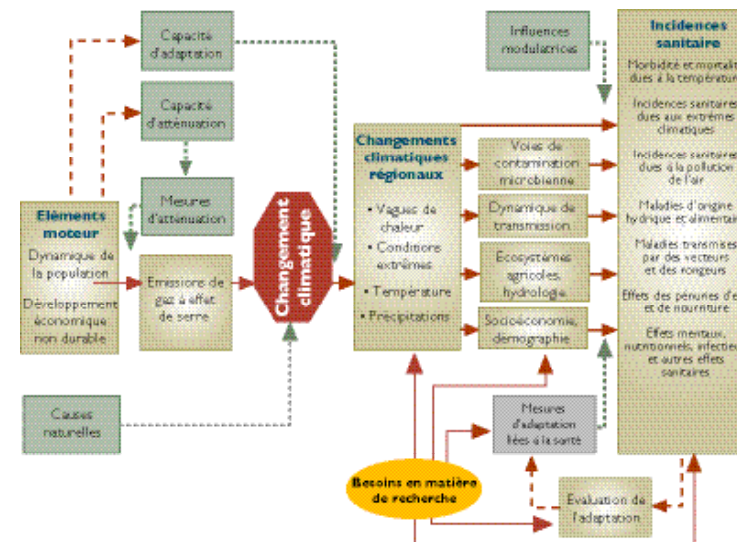 Capacité
d'adaptation
Capacité
d'atténuation
Mesures
d'atténuation
Eléments
moteur
Dynamique de
la population
Développement
économique
non durable
Emissions de
gaz à effet
de serre
Causes
naturelles
Changement
climatique
Changements
climatiques
régionaux
• Vagues de
chaleur
• Conditions
extrêmes
• Température
• Précipitations
Influences
modulatrices
Voies de
contamination
microbienne
Dynamique de
transmission
Ecosystèmes
agricoles,
hydrologie
Socioéconomie,
démographie
Mesures
d'adaptation
liées à la santé
Besoins en matière
de recherche
Evaluation de
l'adaptation
Incidences
sanitaire
Morbidité et mortalité
dues à la température
Incidences sanitaires
dues aux extrêmes
climatiques
Incidences sanitaires
dues à la pollution
de l'air
Maladies d'origine
hydrique et alimentaire
Maladies transmises
par des vecteurs
et des rongeurs
Effets des pénuries d'e
et de nourriture
Effets mentaux,
nutritionnels, infectieu
et autres effets
sanitaires